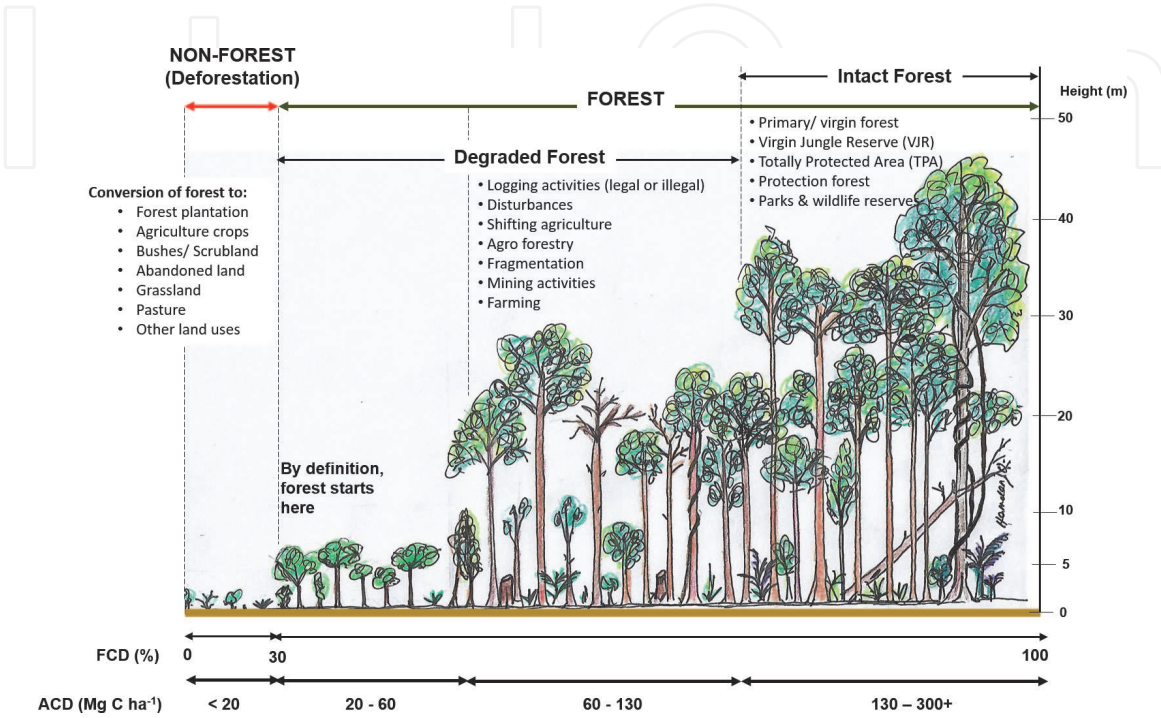 NON-FOREST
(Deforestation)
Intact Forest
FOREST
Height (m)
50
• Primary/ virgin forest
• Virgin Jungle Reserve (VJR)
• Totally Protected Area (TPA)
• Protection forest
• Parks & wildlife reserves
Degraded Forest
• Logging activities (legal or illegal)
• Disturbances
• Shifting agriculture
• Agro forestry
• Fragmentation
• Mining activities
• Farming
Conversion of forest to:
• Forest plantation
• Agriculture crops
• Bushes/ Scrubland
• Abandoned land
• Grassland
• Pasture
• Other land uses
40
30
20
By definition,
forest starts
here
10
5
0
FCD (%) 0 30 100
ACD (Mg C ha⁻¹) < 20 20 - 60 60 - 130 130 – 300+